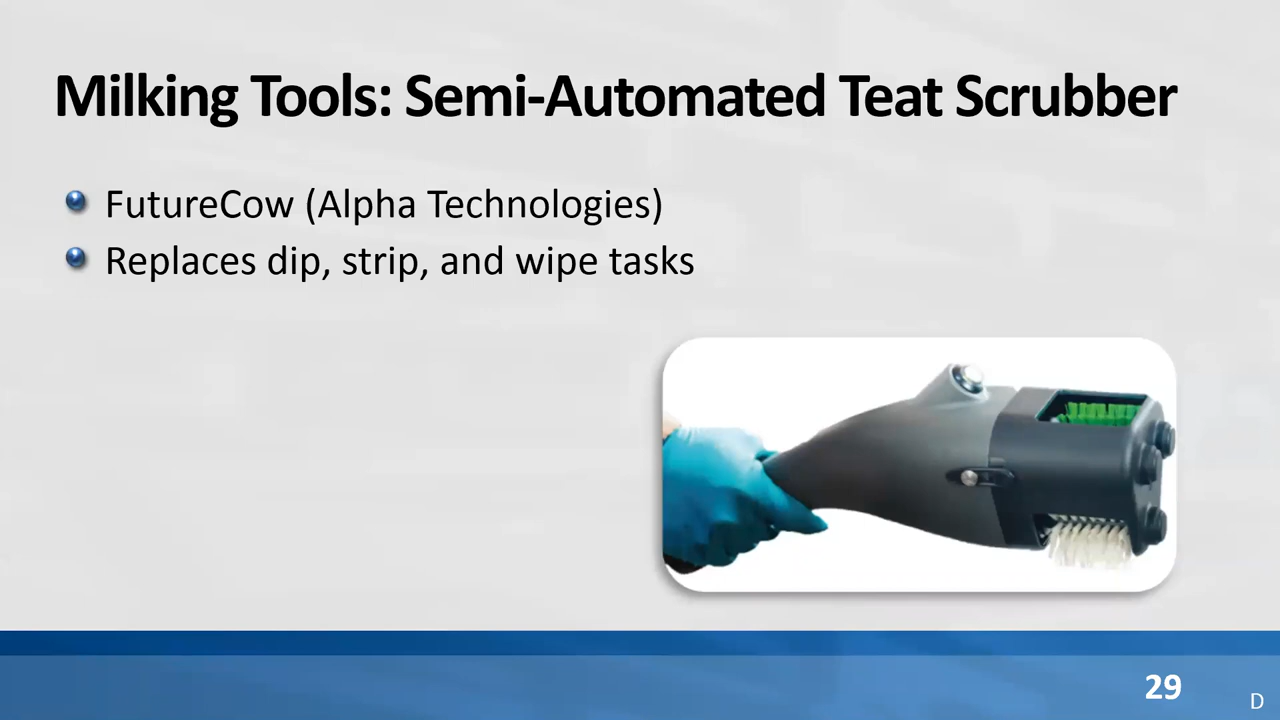 Milking Tools: Semi-Automated Teat Scrubber
FutureCow (Alpha Technologies)
Replaces dip, strip, and wipe tasks
29
D